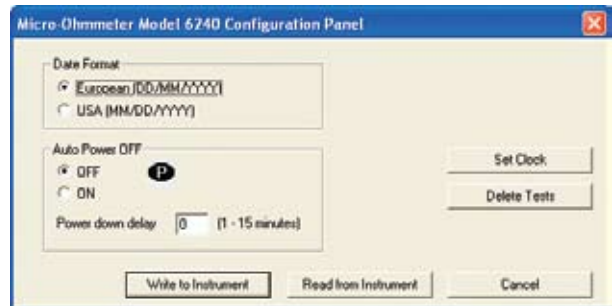 Micro-Ohmmeter Model 6240 Configuration Panel
Date Format
European (DD/MM/YYYY)
USA (MM/DD/YYYY)
Auto Power OFF
OFF
P
ON
Power down delay 0 (1 - 15 minutes)
Set Clock
Delete Tests
Write to Instrument
Read from Instrument
Cancel